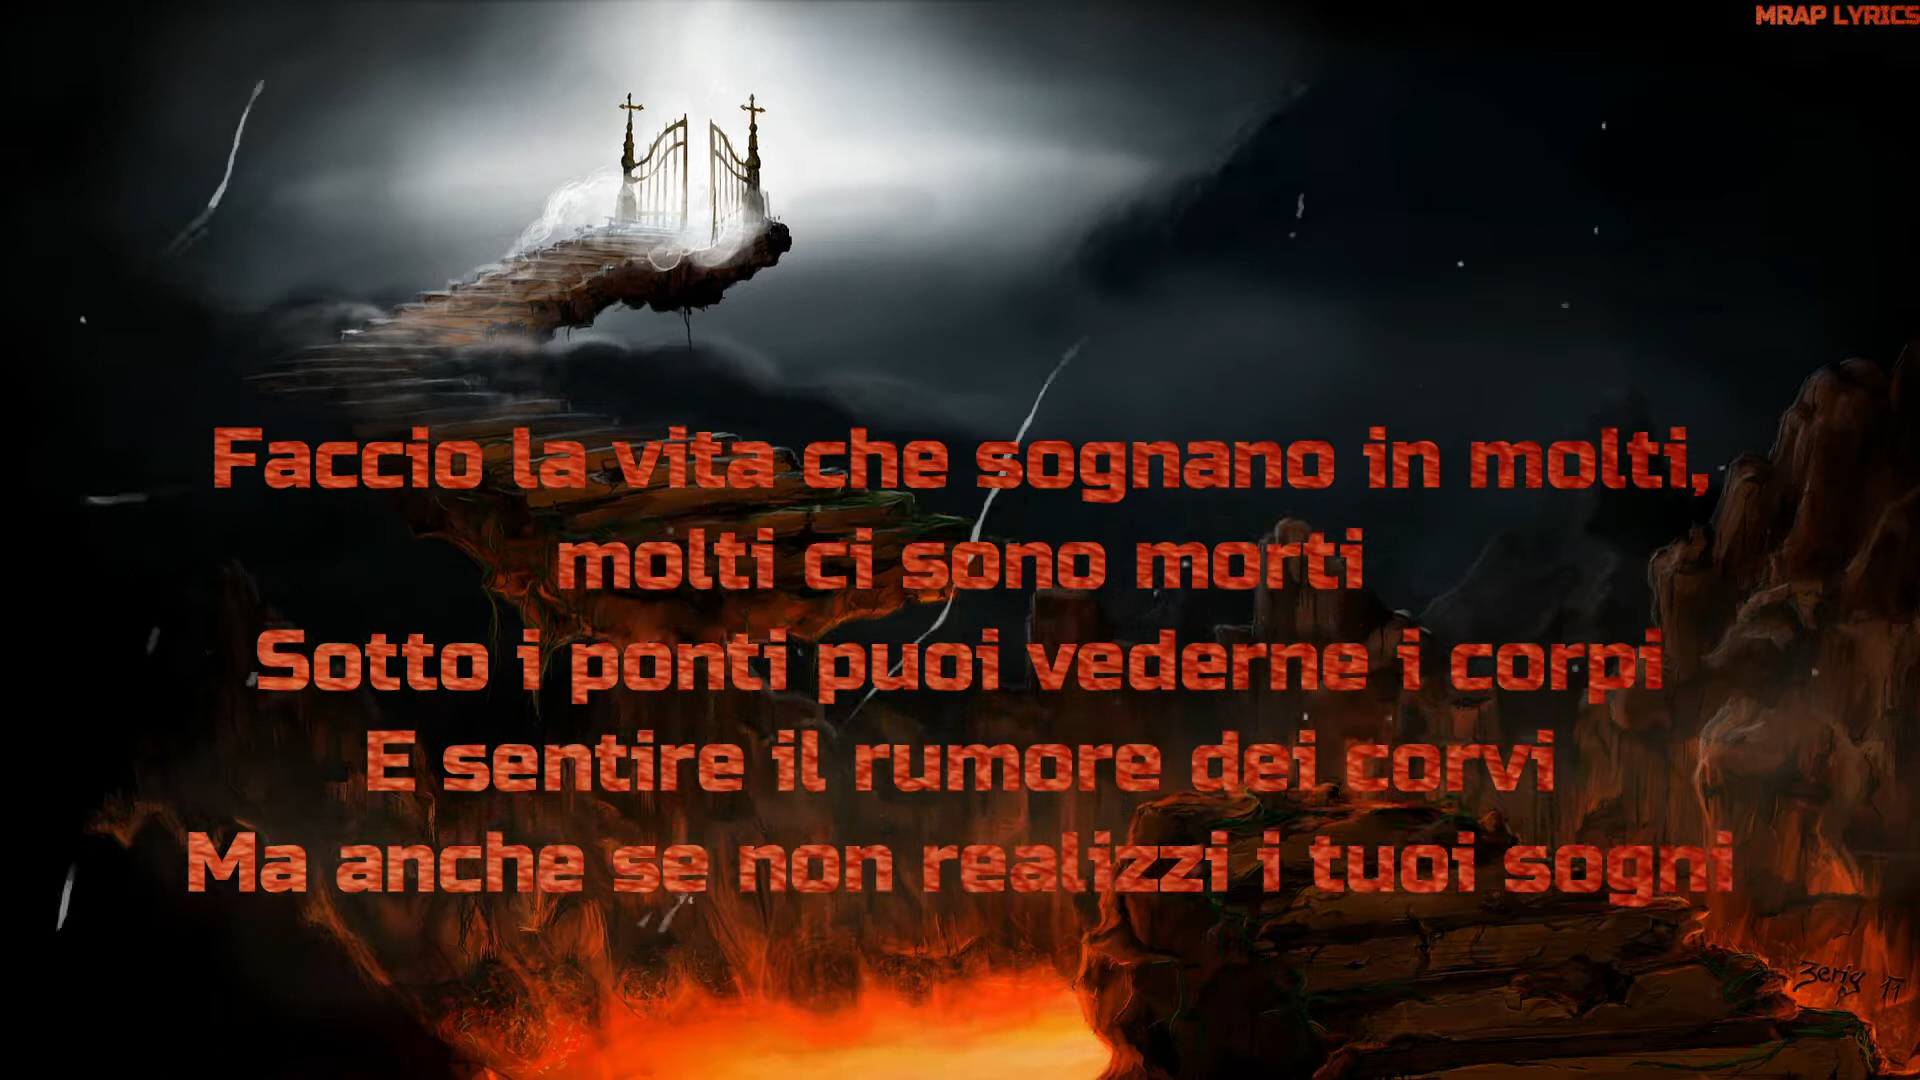 MRAP LYRICS
Faccio la vita che sognano in molti,
molti ci sono morti
Sotto i ponti puoi vederne i corpi
E sentire il rumore dei corvi
Ma anche se non realizzi i tuoi sogni